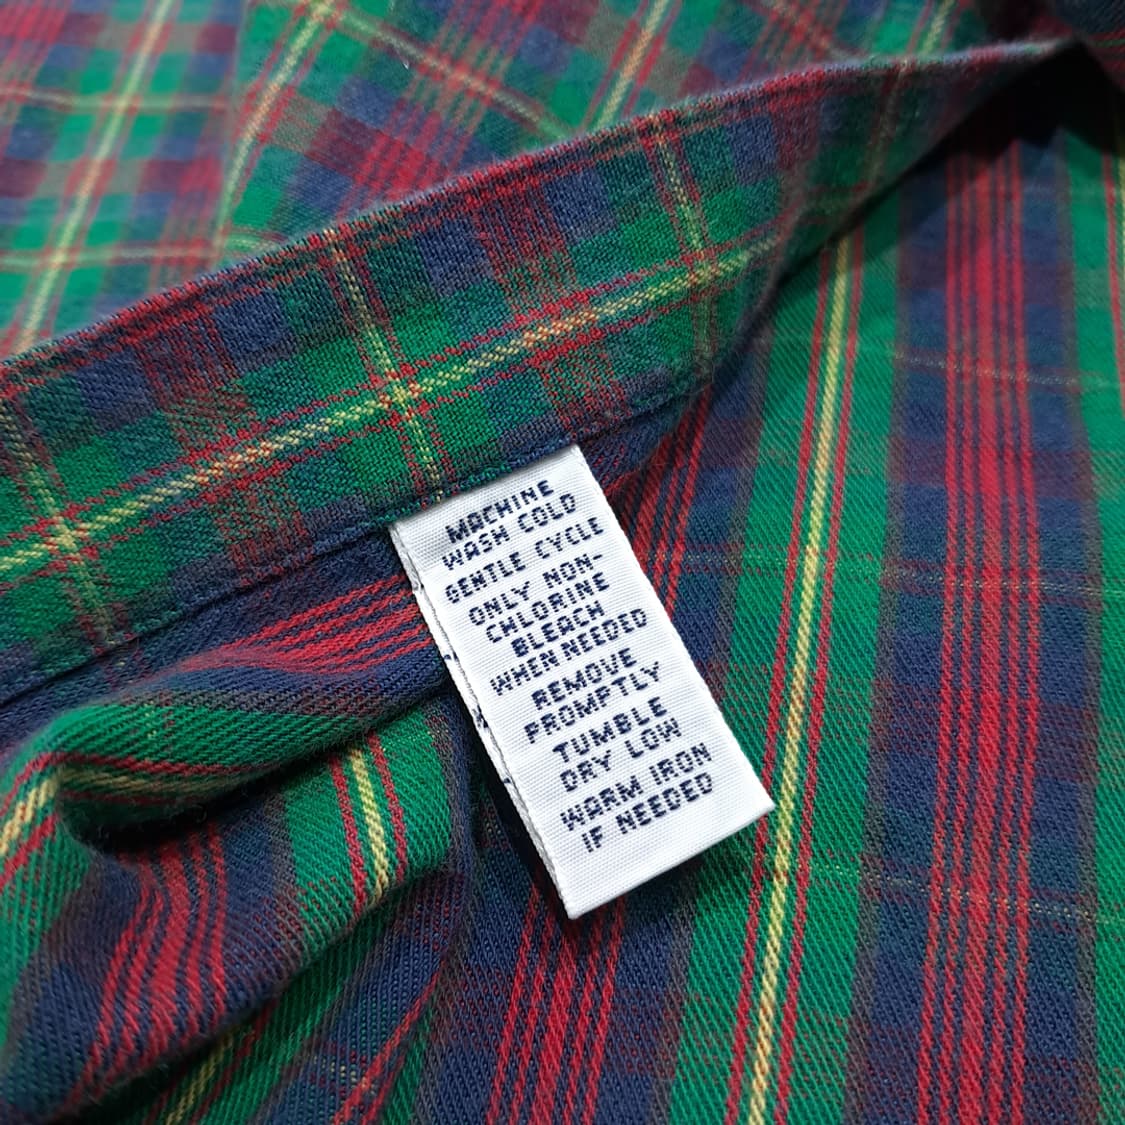 MACHINE
WASH COLD
GENTLE CYCLE
ONLY NON-
CHLORINE
BLEACH
WHEN NEEDED
REMOVE
PROMPTLY
TUMBLE
DRY LOW
WARM IRON
IF NEEDED